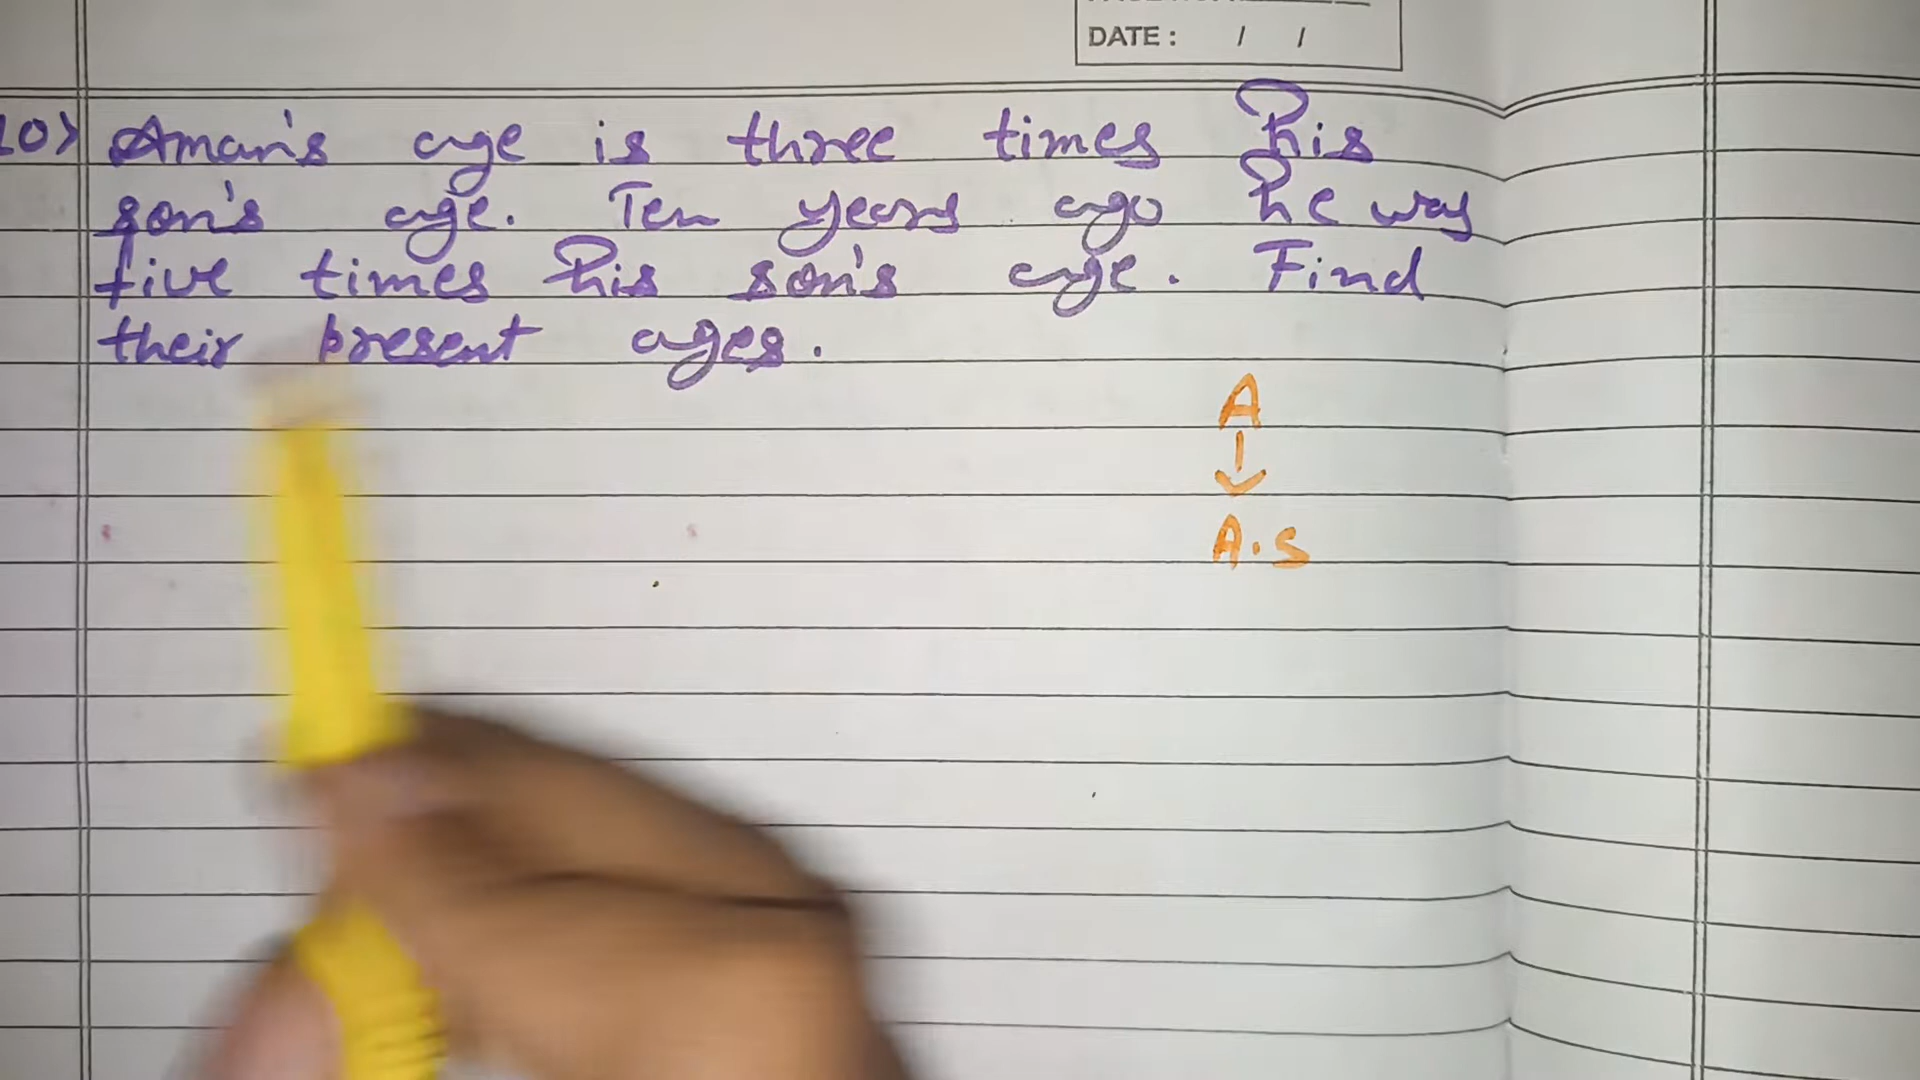 DATE : / /
10> Aman's age is three times his
son's age. Ten years ago he was
five times his son's age. Find
their present ages.
A
A.S